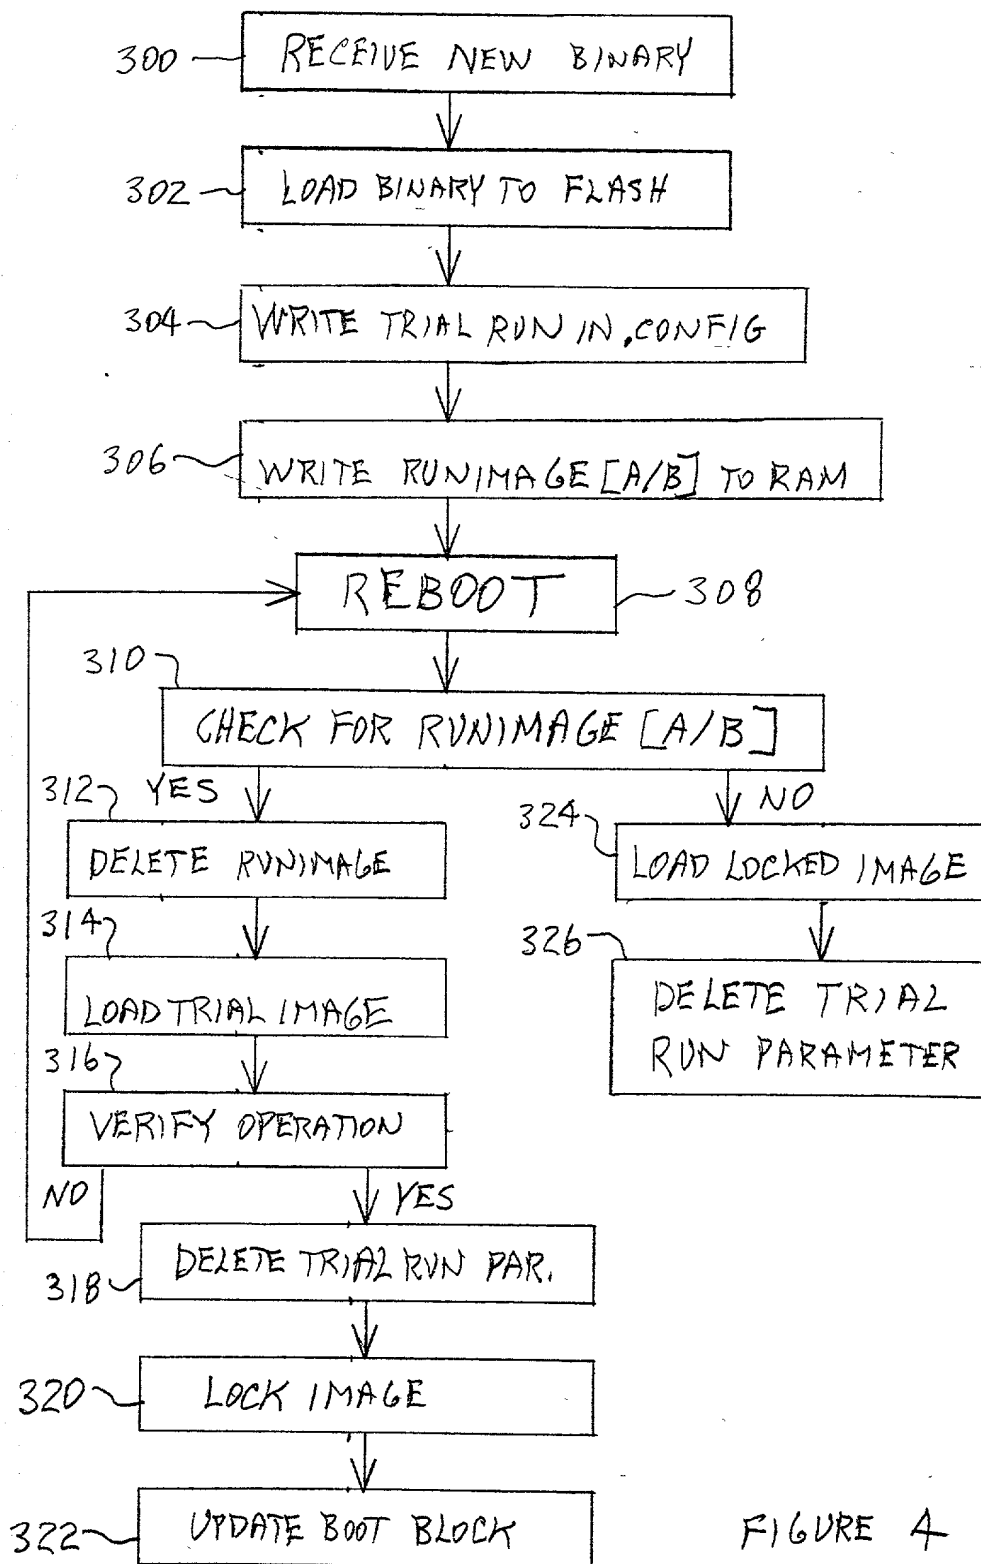 300 RECEIVE NEW BINARY
302 LOAD BINARY TO FLASH
304 WRITE TRIAL RUN IN .CONFIG
306 WRITE RUNIMAGE [A/B] TO RAM
REBOOT 308
310
CHECK FOR RUNIMAGE [A/B]
312 YES
NO
324
DELETE RUNIMAGE
LOAD LOCKED IMAGE
314
326
LOAD TRIAL IMAGE
DELETE TRIAL
RUN PARAMETER
316
VERIFY OPERATION
NO
YES
DELETE TRIAL RUN PAR.
318
320 LOCK IMAGE
322 UPDATE BOOT BLOCK
FIGURE 4